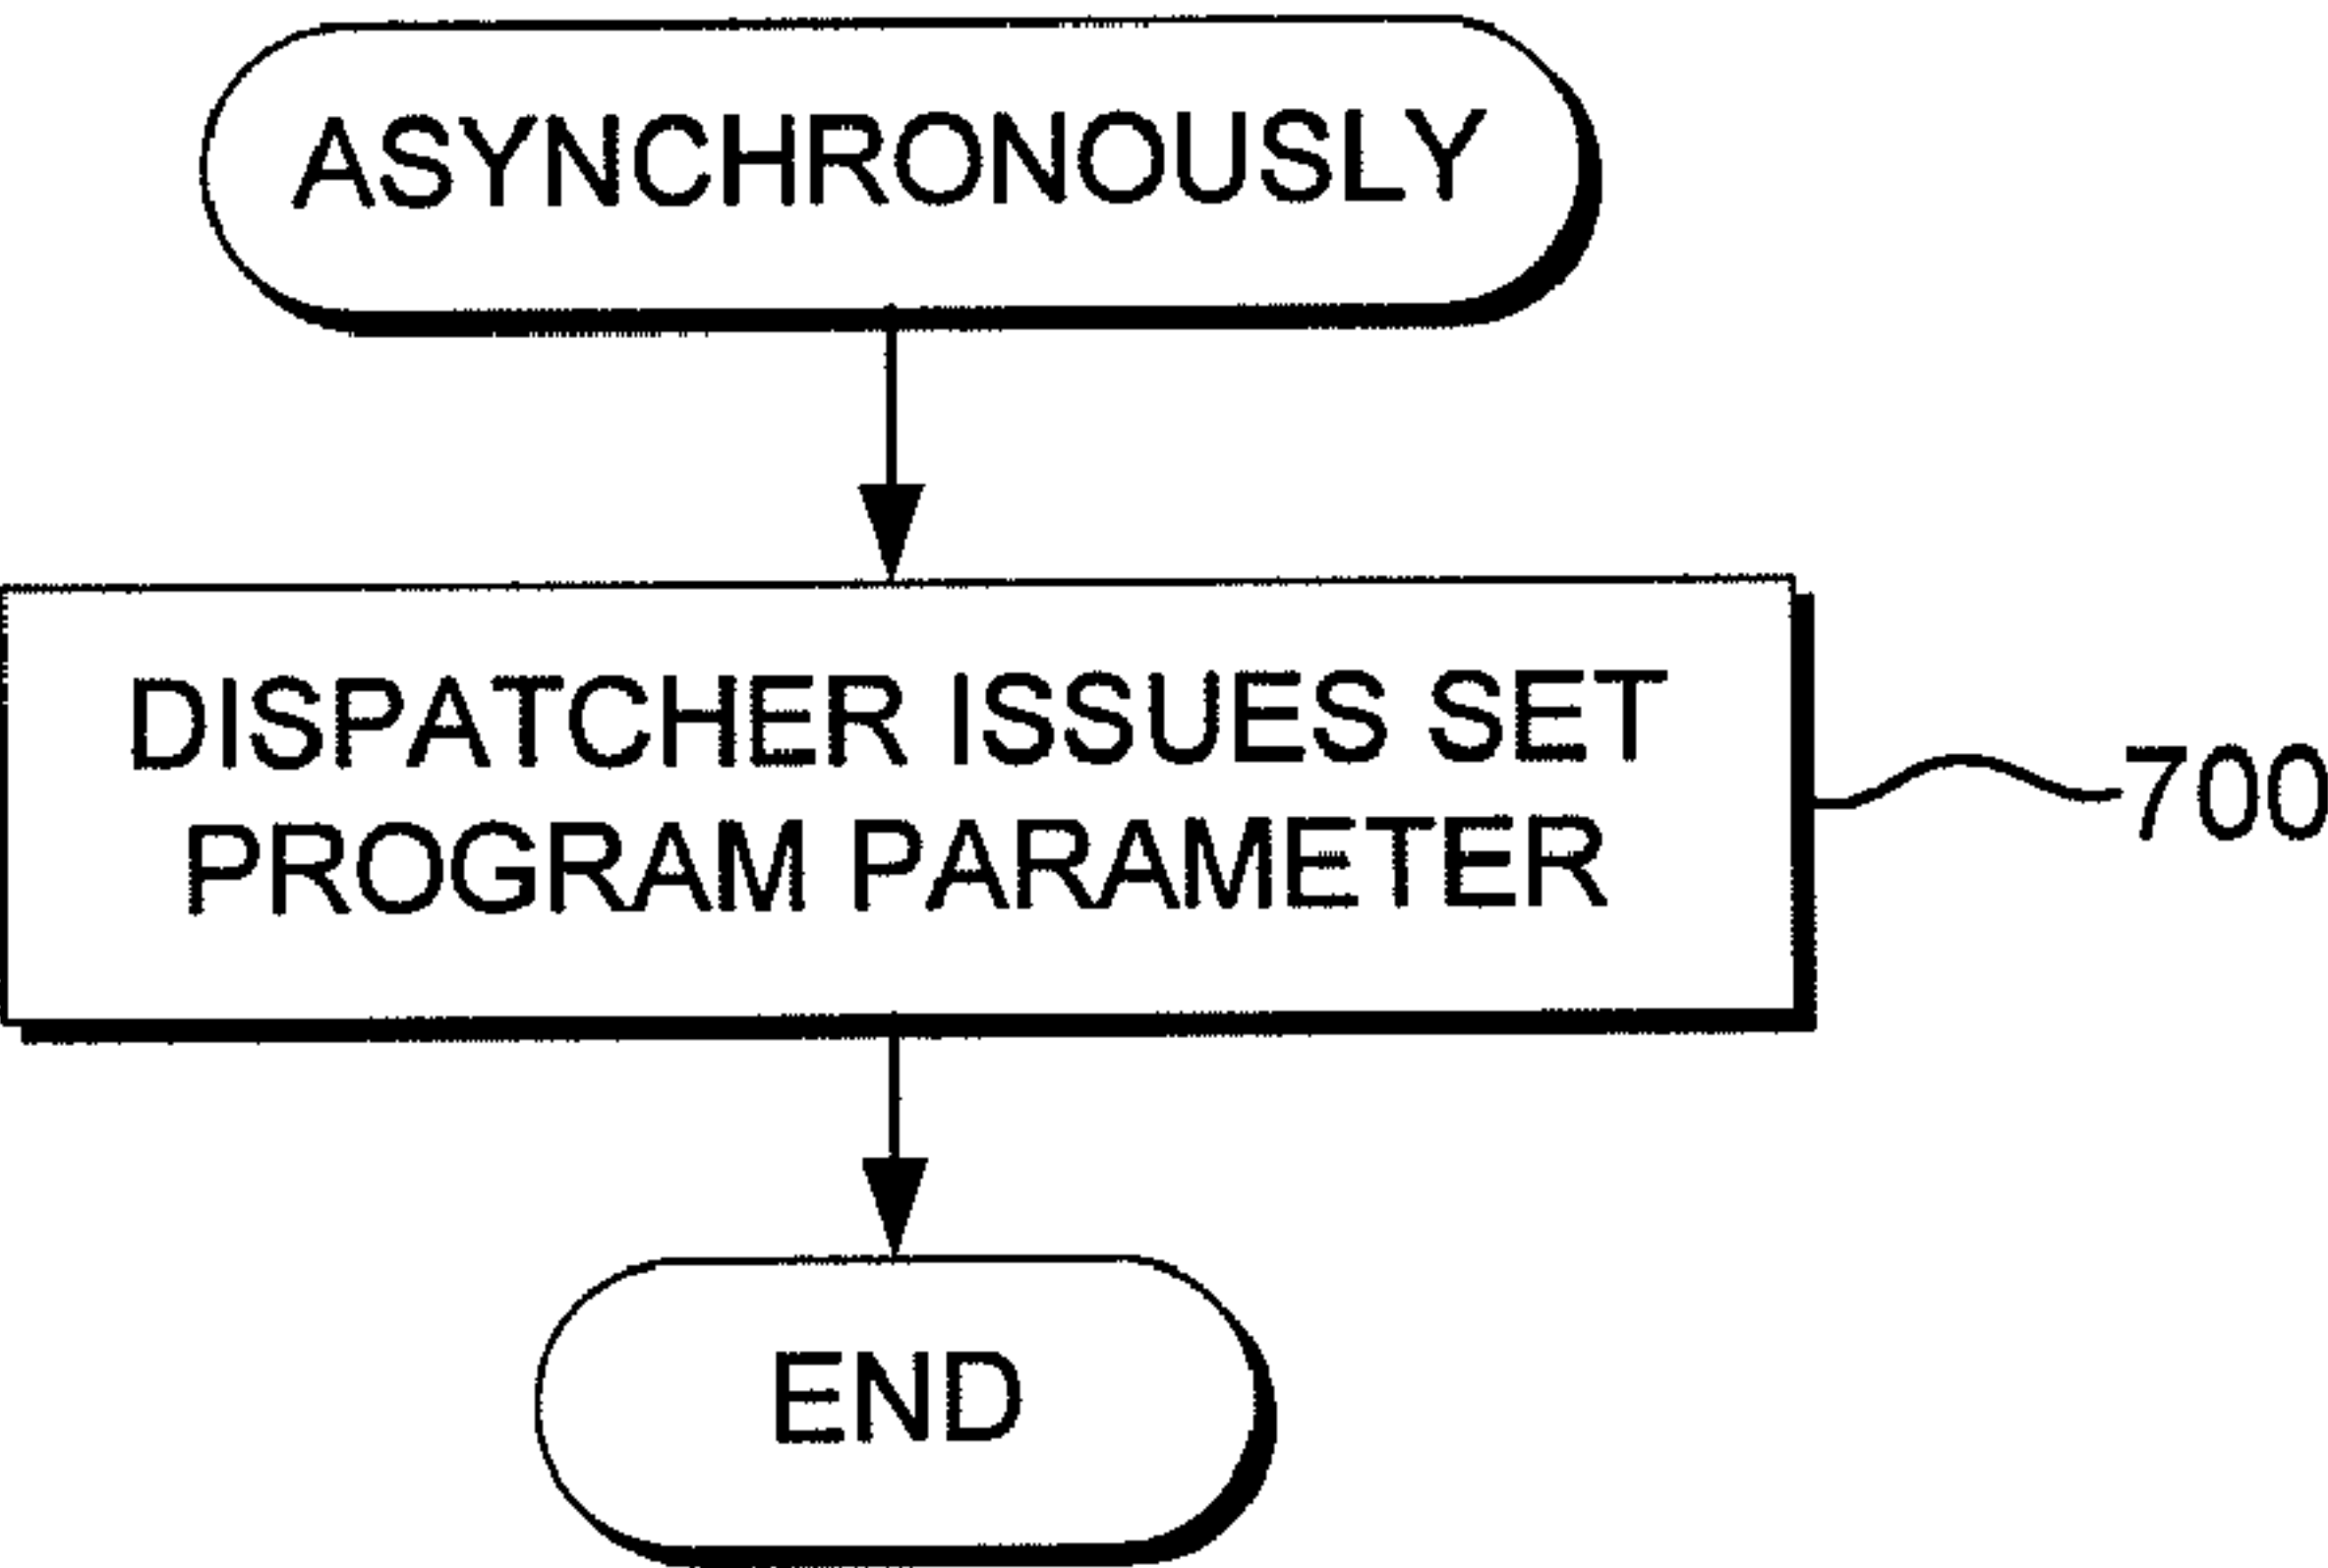 ASYNCHRONOUSLY
DISPATCHER ISSUES SET
PROGRAM PARAMETER
700
END